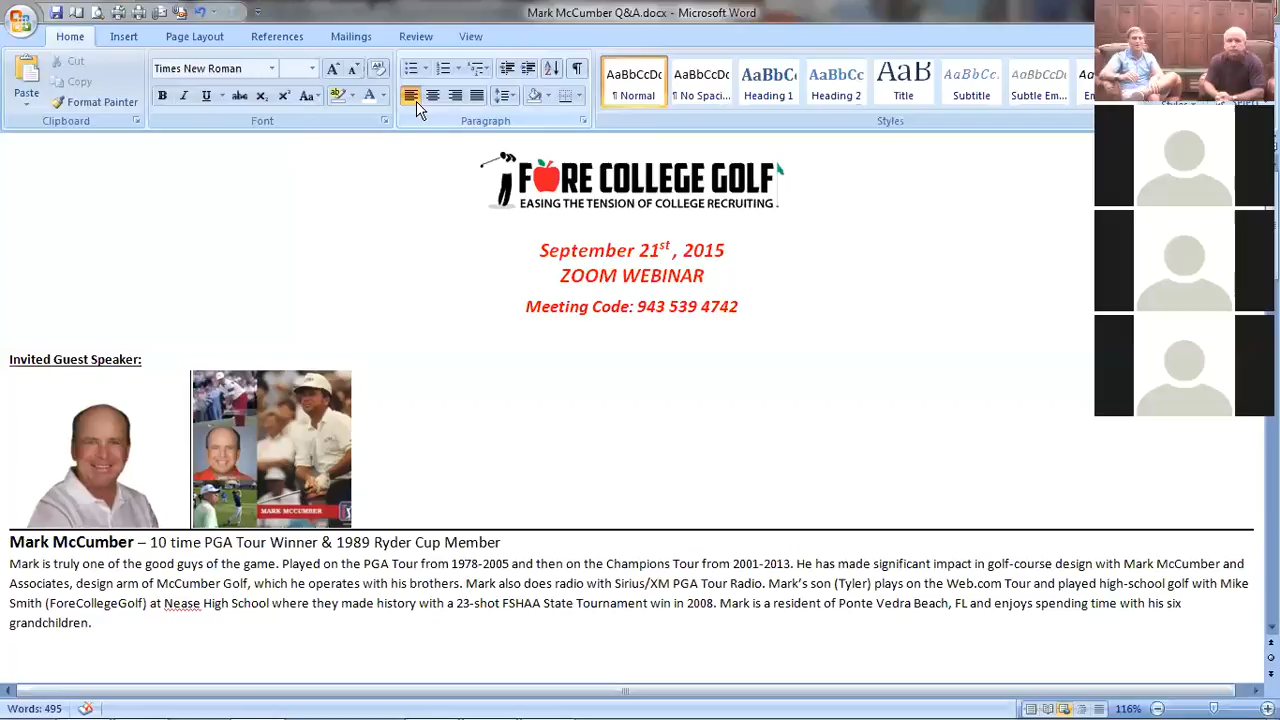 Mark McCumber Q&A.docx - Microsoft Word
Home Insert Page Layout References Mailings Review View
Paste Cut
Copy
Format Painter
Clipboard
Times New Roman
Font
Paragraph
AaBbCcDc ¶ Normal
AaBbCcDc ¶ No Spaci...
AaBbCc Heading 1
AaBbCc Heading 2
AaB Title
AaBbCc. Subtitle
AaBbCcDc Subtle Em...
Styles
FORE COLLEGE GOLF
EASING THE TENSION OF COLLEGE RECRUITING.
September 21st , 2015
ZOOM WEBINAR
Meeting Code: 943 539 4742
Invited Guest Speaker:
MARK MCCUMBER
Mark McCumber – 10 time PGA Tour Winner & 1989 Ryder Cup Member
Mark is truly one of the good guys of the game. Played on the PGA Tour from 1978-2005 and then on the Champions Tour from 2001-2013. He has made significant impact in golf-course design with Mark McCumber and
Associates, design arm of McCumber Golf, which he operates with his brothers. Mark also does radio with Sirius/XM PGA Tour Radio. Mark’s son (Tyler) plays on the Web.com Tour and played high-school golf with Mike
Smith (ForeCollegeGolf) at Nease High School where they made history with a 23-shot FSHAA State Tournament win in 2008. Mark is a resident of Ponte Vedra Beach, FL and enjoys spending time with his six
grandchildren.
Words: 495
116%